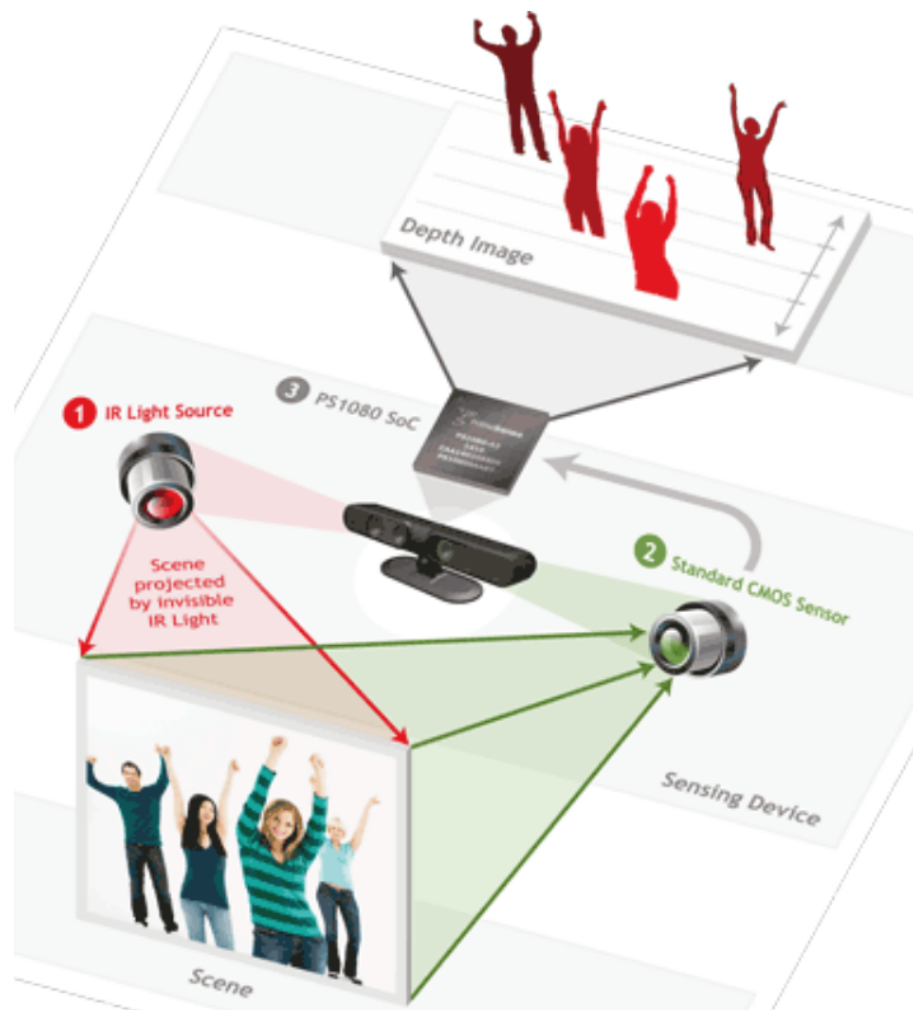 Depth Image
3 PS1080 SoC
1 IR Light Source
2 Standard CMOS Sensor
Scene
projected
by invisible
IR Light
Sensing Device
Scene